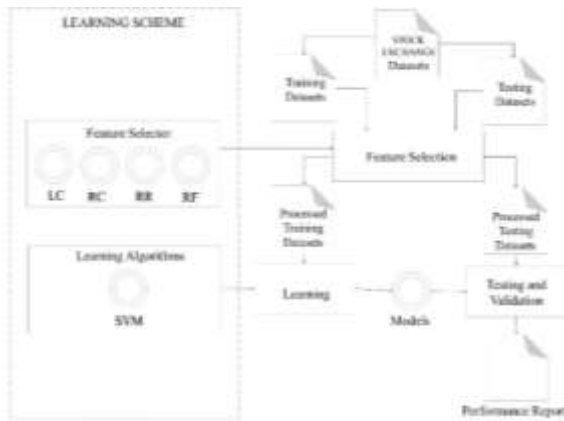 LEARNING SCHEME
STOCK
EXCHANGE
Datasets
Training
Datasets
Testing
Datasets
Feature Selector
LC RC RR RF
Feature Selection
Processed
Training
Datasets
Processed
Testing
Datasets
Learning Algorithms
SVM
Learning
Models
Testing and
Validation
Performance Report